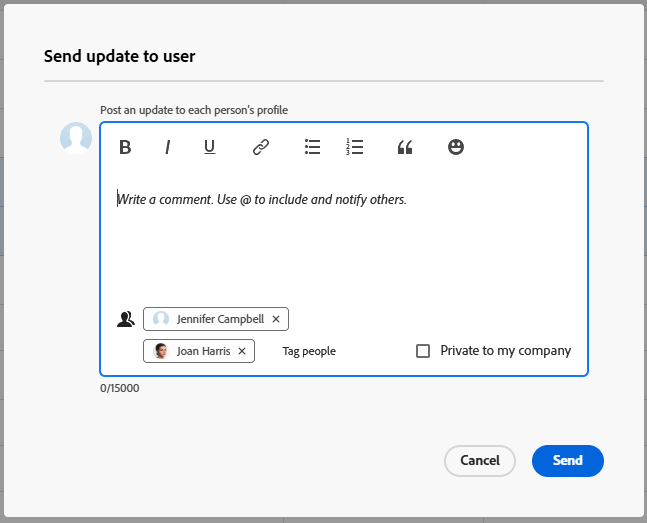 Send update to user
Post an update to each person's profile
B I U
Write a comment. Use @ to include and notify others.
Jennifer Campbell ×
Joan Harris × Tag people Private to my company
0/15000
Cancel Send